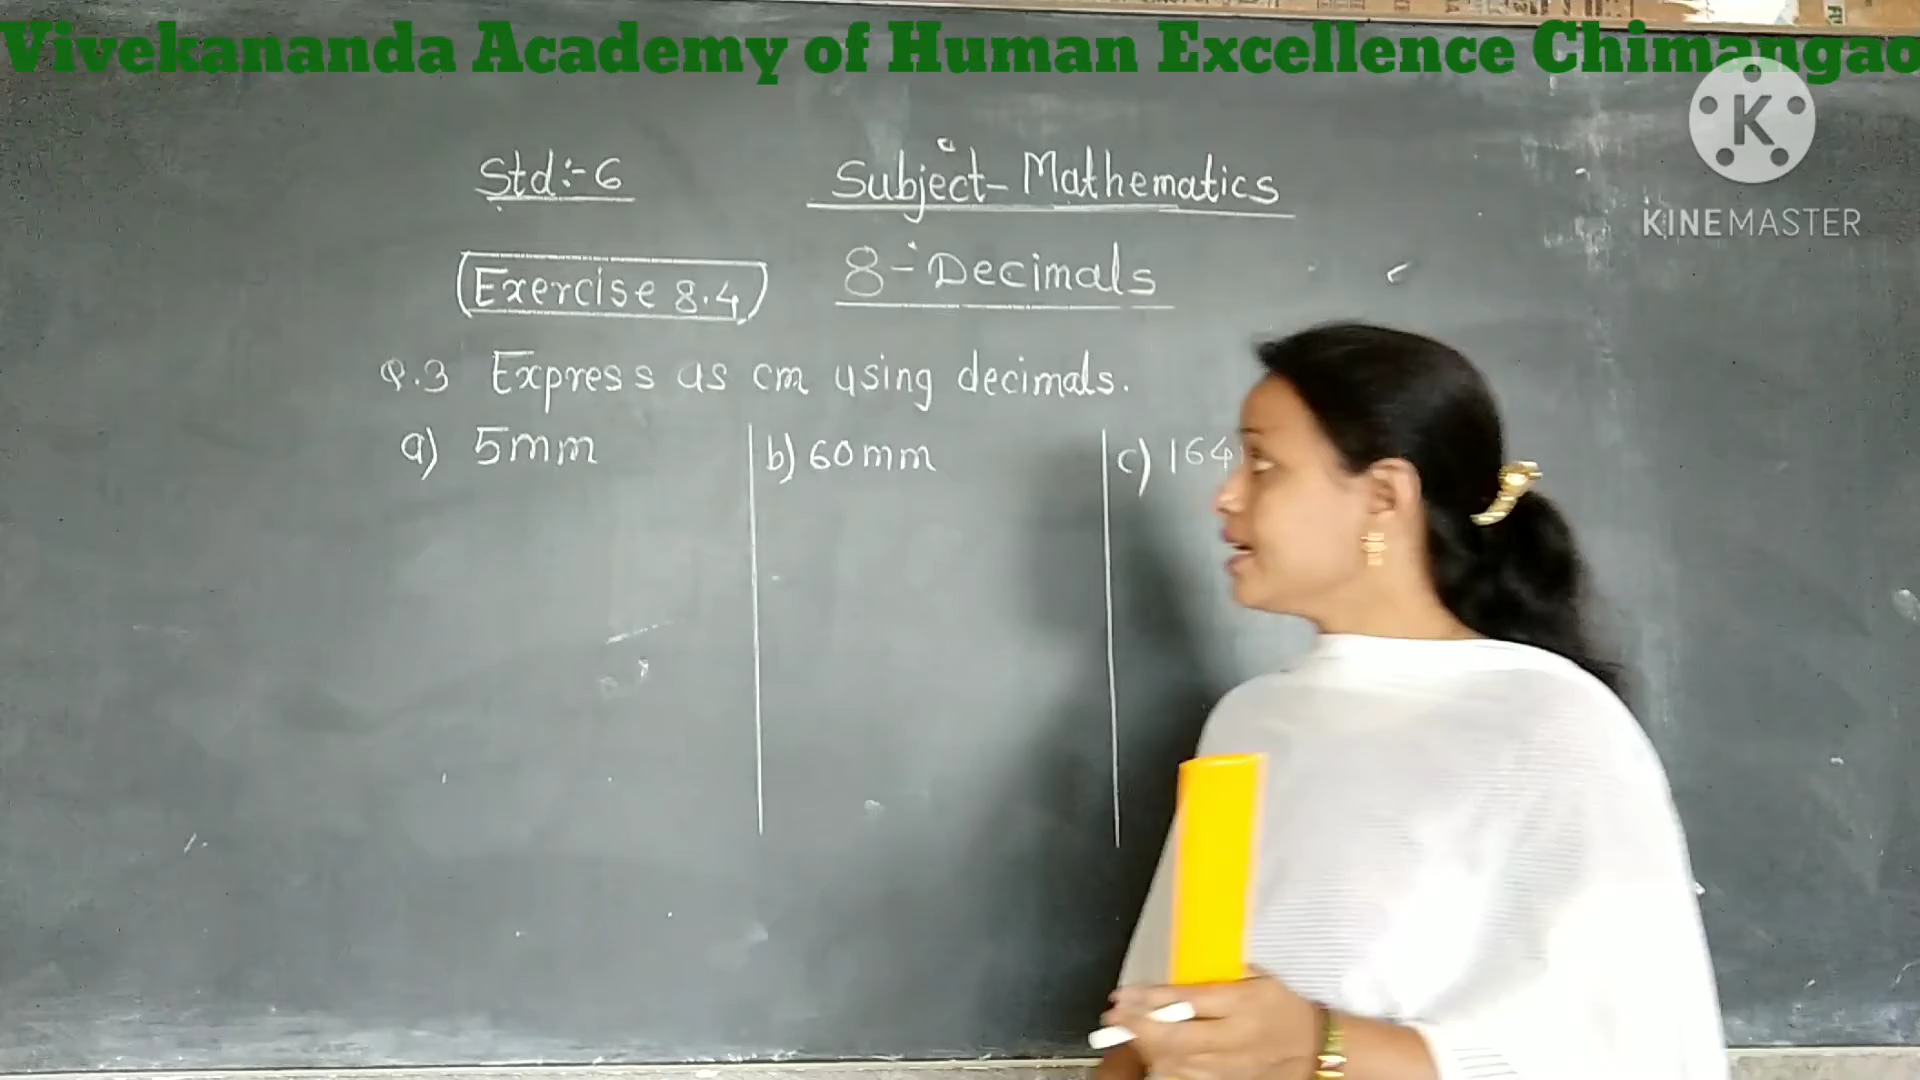 Vivekananda Academy of Human Excellence Chimangao
K
KINEMASTER
Std:-6 Subject-Mathematics
Exercise 8.4 8-Decimals
Q.3 Express as cm using decimals.
a) 5mm b) 60mm c) 164